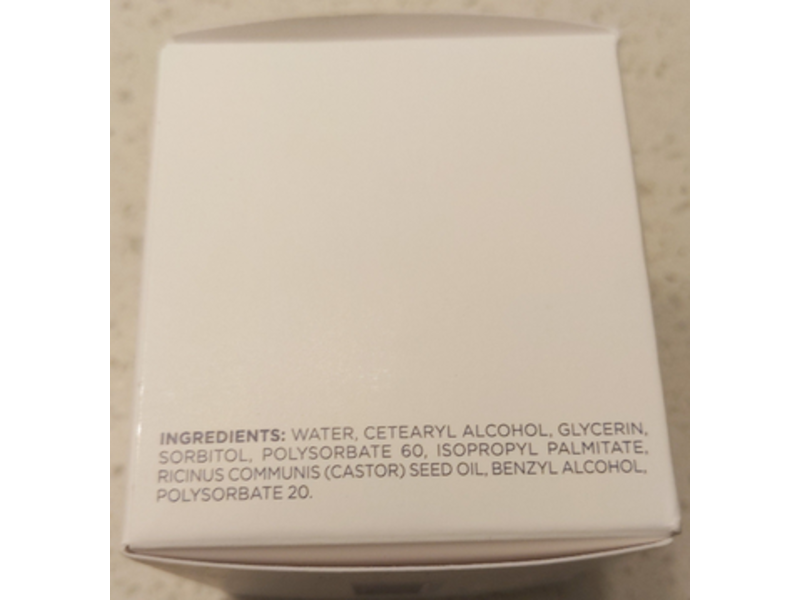 INGREDIENTS: WATER, CETEARYL ALCOHOL, GLYCERIN,
SORBITOL, POLYSORBATE 60, ISOPROPYL PALMITATE,
RICINUS COMMUNIS (CASTOR) SEED OIL, BENZYL ALCOHOL,
POLYSORBATE 20.